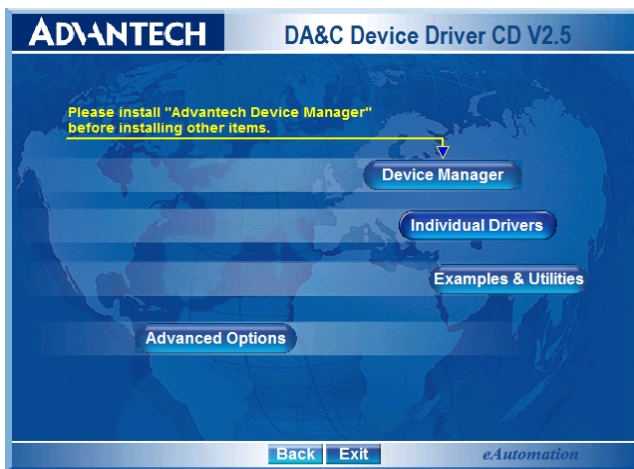 ADVANTECH DA&C Device Driver CD V2.5
Please install "Advantech Device Manager"
before installing other items.
Device Manager
Individual Drivers
Examples & Utilities
Advanced Options
Back Exit eAutomation